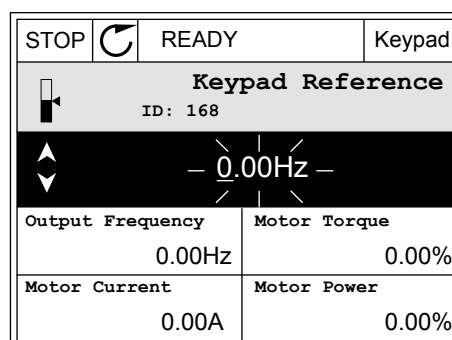 STOP READY Keypad
Keypad Reference
ID: 168
0.00Hz
Output Frequency Motor Torque
0.00Hz 0.00%
Motor Current Motor Power
0.00A 0.00%